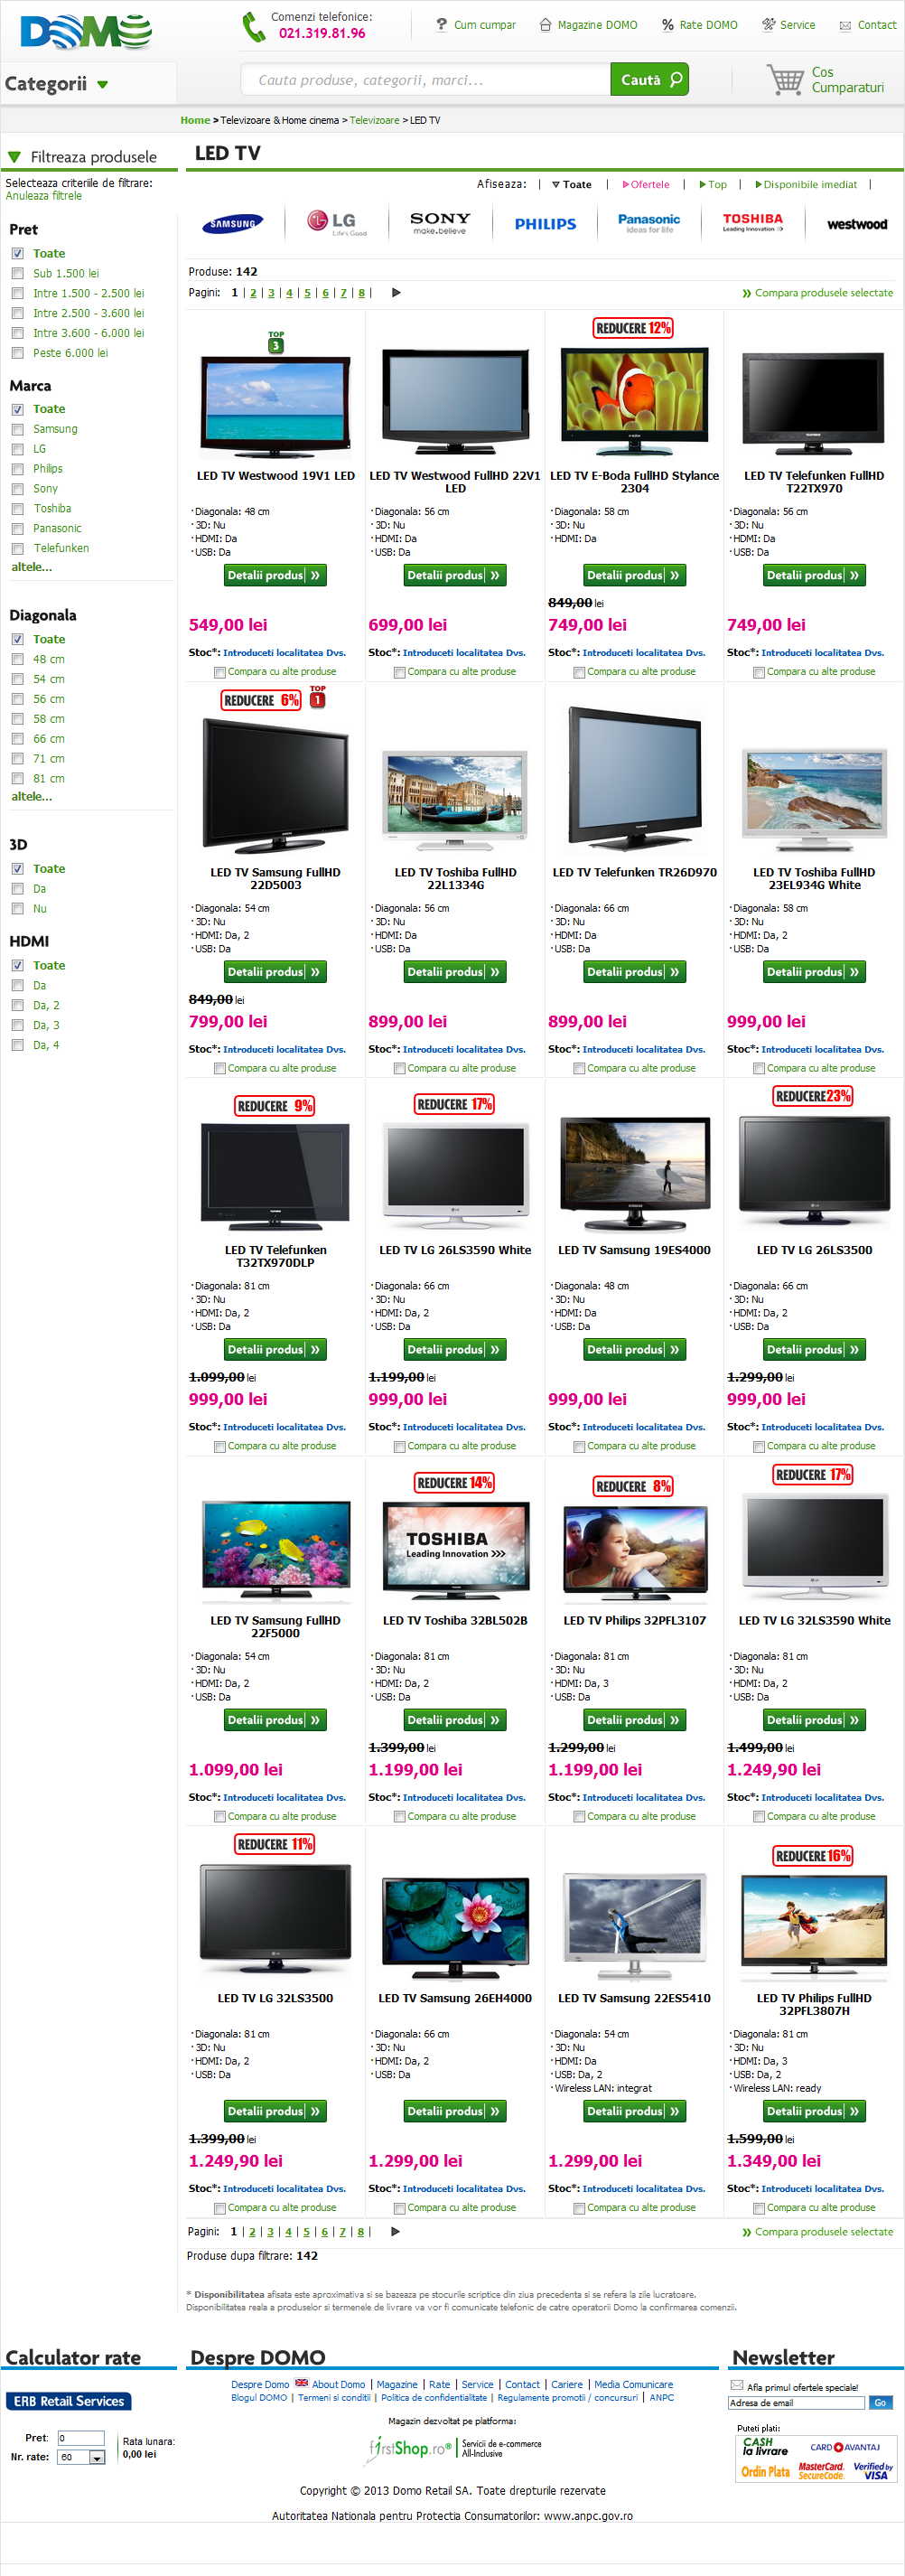 DOMO
Comenzi telefonice:
021.319.81.96
Cum cumpar
Magazine DOMO
Rate DOMO
Service
Contact
Categorii
Cauta produse, categorii, marci...
Caută
Cos
Cumparaturi
Home > Televizoare & Home cinema > Televizoare > LED TV
Filtreaza produsele
Selecteaza criteriile de filtrare:
Anuleaza filtrele
Pret
Toate
Sub 1.500 lei
Intre 1.500 - 2.500 lei
Intre 2.500 - 3.600 lei
Intre 3.600 - 6.000 lei
Peste 6.000 lei
Marca
Toate
Samsung
LG
Philips
Sony
Toshiba
Panasonic
Telefunken
altele...
Diagonala
Toate
48 cm
54 cm
56 cm
58 cm
66 cm
71 cm
81 cm
altele...
3D
Toate
Da
Nu
HDMI
Toate
Da
Da, 2
Da, 3
Da, 4
LED TV
Afiseaza: | Toate | Ofertele | Top | Disponibile imediat |
SAMSUNG
LG
Life's Good
SONY
make.believe
PHILIPS
Panasonic
ideas for life
TOSHIBA
Leading Innovation >>>
westwood
Produse: 142
Pagini: 1 | 2 | 3 | 4 | 5 | 6 | 7 | 8 |
Compara produsele selectate
TOP
3
LED TV Westwood 19V1 LED
· Diagonala: 48 cm
· 3D: Nu
· HDMI: Da
· USB: Da
Detalii produs
549,00 lei
Stoc*: Introduceti localitatea Dvs.
Compara cu alte produse
LED TV Westwood FullHD 22V1
LED
· Diagonala: 56 cm
· 3D: Nu
· HDMI: Da
· USB: Da
Detalii produs
699,00 lei
Stoc*: Introduceti localitatea Dvs.
Compara cu alte produse
REDUCERE 12%
LED TV E-Boda FullHD Stylance
2304
· Diagonala: 58 cm
· 3D: Nu
· HDMI: Da
Detalii produs
849,00 lei
749,00 lei
Stoc*: Introduceti localitatea Dvs.
Compara cu alte produse
LED TV Telefunken FullHD
T22TX970
· Diagonala: 56 cm
· 3D: Nu
· HDMI: Da
· USB: Da
Detalii produs
749,00 lei
Stoc*: Introduceti localitatea Dvs.
Compara cu alte produse
REDUCERE 6%
TOP
1
LED TV Samsung FullHD
22D5003
· Diagonala: 54 cm
· 3D: Nu
· HDMI: Da, 2
· USB: Da
Detalii produs
849,00 lei
799,00 lei
Stoc*: Introduceti localitatea Dvs.
Compara cu alte produse
LED TV Toshiba FullHD
22L1334G
· Diagonala: 56 cm
· 3D: Nu
· HDMI: Da
· USB: Da
Detalii produs
899,00 lei
Stoc*: Introduceti localitatea Dvs.
Compara cu alte produse
LED TV Telefunken TR26D970
· Diagonala: 66 cm
· 3D: Nu
· HDMI: Da
· USB: Da
Detalii produs
899,00 lei
Stoc*: Introduceti localitatea Dvs.
Compara cu alte produse
LED TV Toshiba FullHD
23EL934G White
· Diagonala: 58 cm
· 3D: Nu
· HDMI: Da, 2
· USB: Da
Detalii produs
999,00 lei
Stoc*: Introduceti localitatea Dvs.
Compara cu alte produse
REDUCERE 9%
LED TV Telefunken
T32TX970DLP
· Diagonala: 81 cm
· 3D: Nu
· HDMI: Da, 2
· USB: Da
Detalii produs
1.099,00 lei
999,00 lei
Stoc*: Introduceti localitatea Dvs.
Compara cu alte produse
REDUCERE 17%
LED TV LG 26LS3590 White
· Diagonala: 66 cm
· 3D: Nu
· HDMI: Da, 2
· USB: Da
Detalii produs
1.199,00 lei
999,00 lei
Stoc*: Introduceti localitatea Dvs.
Compara cu alte produse
LED TV Samsung 19ES4000
· Diagonala: 48 cm
· 3D: Nu
· HDMI: Da
· USB: Da
Detalii produs
999,00 lei
Stoc*: Introduceti localitatea Dvs.
Compara cu alte produse
REDUCERE 23%
LED TV LG 26LS3500
· Diagonala: 66 cm
· 3D: Nu
· HDMI: Da, 2
· USB: Da
Detalii produs
1.299,00 lei
999,00 lei
Stoc*: Introduceti localitatea Dvs.
Compara cu alte produse
LED TV Samsung FullHD
22F5000
· Diagonala: 54 cm
· 3D: Nu
· HDMI: Da, 2
· USB: Da
Detalii produs
1.099,00 lei
Stoc*: Introduceti localitatea Dvs.
Compara cu alte produse
REDUCERE 14%
TOSHIBA
Leading Innovation >>>
LED TV Toshiba 32BL502B
· Diagonala: 81 cm
· 3D: Nu
· HDMI: Da, 2
· USB: Da
Detalii produs
1.399,00 lei
1.199,00 lei
Stoc*: Introduceti localitatea Dvs.
Compara cu alte produse
REDUCERE 8%
LED TV Philips 32PFL3107
· Diagonala: 81 cm
· 3D: Nu
· HDMI: Da, 3
· USB: Da
Detalii produs
1.299,00 lei
1.199,00 lei
Stoc*: Introduceti localitatea Dvs.
Compara cu alte produse
REDUCERE 17%
LED TV LG 32LS3590 White
· Diagonala: 81 cm
· 3D: Nu
· HDMI: Da, 2
· USB: Da
Detalii produs
1.499,00 lei
1.249,90 lei
Stoc*: Introduceti localitatea Dvs.
Compara cu alte produse
REDUCERE 11%
LED TV LG 32LS3500
· Diagonala: 81 cm
· 3D: Nu
· HDMI: Da, 2
· USB: Da
Detalii produs
1.399,00 lei
1.249,90 lei
Stoc*: Introduceti localitatea Dvs.
Compara cu alte produse
LED TV Samsung 26EH4000
· Diagonala: 66 cm
· 3D: Nu
· HDMI: Da, 2
· USB: Da
Detalii produs
1.299,00 lei
Stoc*: Introduceti localitatea Dvs.
Compara cu alte produse
LED TV Samsung 22ES5410
· Diagonala: 54 cm
· 3D: Nu
· HDMI: Da
· USB: Da, 2
· Wireless LAN: integrat
Detalii produs
1.299,00 lei
Stoc*: Introduceti localitatea Dvs.
Compara cu alte produse
REDUCERE 16%
LED TV Philips FullHD
32PFL3807H
· Diagonala: 81 cm
· 3D: Nu
· HDMI: Da, 3
· USB: Da, 2
· Wireless LAN: ready
Detalii produs
1.599,00 lei
1.349,00 lei
Stoc*: Introduceti localitatea Dvs.
Compara cu alte produse
Pagini: 1 | 2 | 3 | 4 | 5 | 6 | 7 | 8 |
Compara produsele selectate
Produse dupa filtrare: 142
* Disponibilitatea afisata este aproximativa si se bazeaza pe stocurile scriptice din ziua precedenta si se refera la zile lucratoare.
Disponibilitatea reala a produselor si termenele de livrare va vor fi comunicate telefonic de catre operatorii Domo la confirmarea comenzii.
Calculator rate
ERB Retail Services
Pret: 0
Nr. rate: 60
Rata lunara:
0,00 lei
Despre DOMO
Despre Domo About Domo | Magazine | Rate | Service | Contact | Cariere | Media Comunicare
Blogul DOMO | Termeni si conditii | Politica de confidentialitate | Regulamente promotii / concursuri | ANPC
Magazin dezvoltat pe platforma:
firstShop.ro® Servicii de e-commerce
All-Inclusive
Copyright © 2013 Domo Retail SA. Toate drepturile rezervate
Autoritatea Nationala pentru Protectia Consumatorilor: www.anpc.gov.ro
Newsletter
Afla primul ofertele speciale!
Adresa de email
Go
Puteti plati:
CASH
la livrare
CARD AVANTAJ
Ordin Plata
MasterCard.
SecureCode.
Verified by
VISA